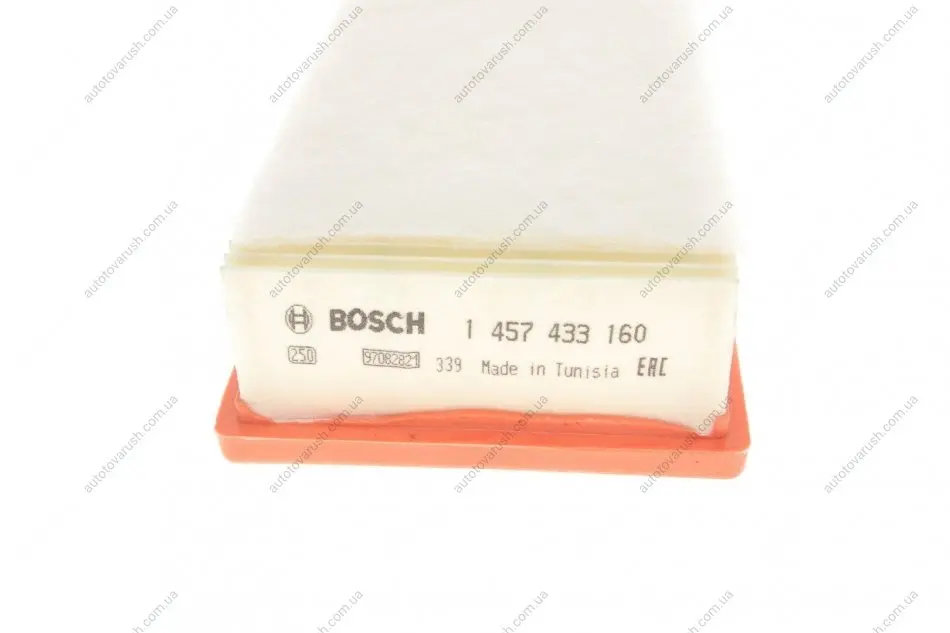 BOSCH 1 457 433 160
250 97082821 339 Made in Tunisia EAC
autotovarush.com.ua